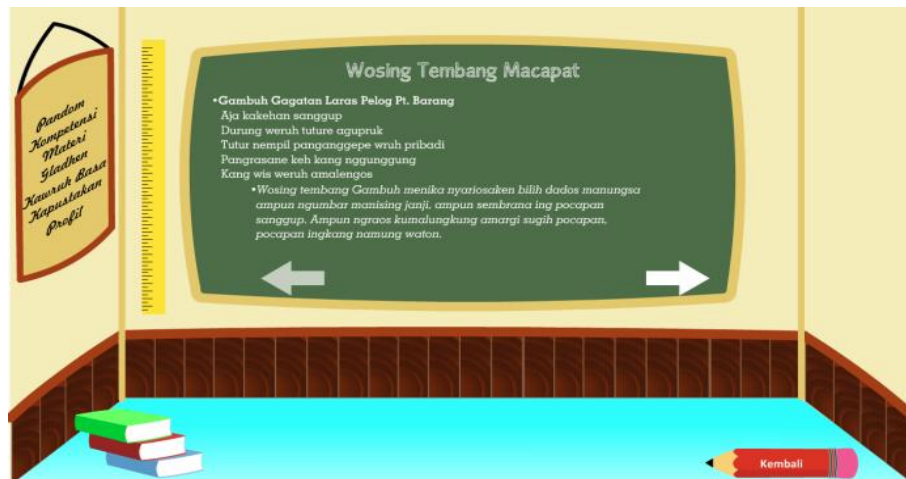 Pandom
Kompetensi
Materi
Gladhen
Kawruh Basa
Kapustakan
Profil
Wosing Tembang Macapat
•Gambuh Gagatan Laras Pelog Pt. Barang
Aja kakehan sanggup
Durung weruh tuture agupruk
Tutur nempil panganggepe wruh pribadi
Pangrasane keh kang nggunggung
Kang wis weruh amalengos
•Wosing tembang Gambuh menika nyariosaken bilih dados manungsa
ampun ngumbar manising janji, ampun sembrana ing pocapan
sanggup. Ampun ngraos kumalungkung amargi sugih pocapan,
pocapan ingkang namung waton.
Kembali